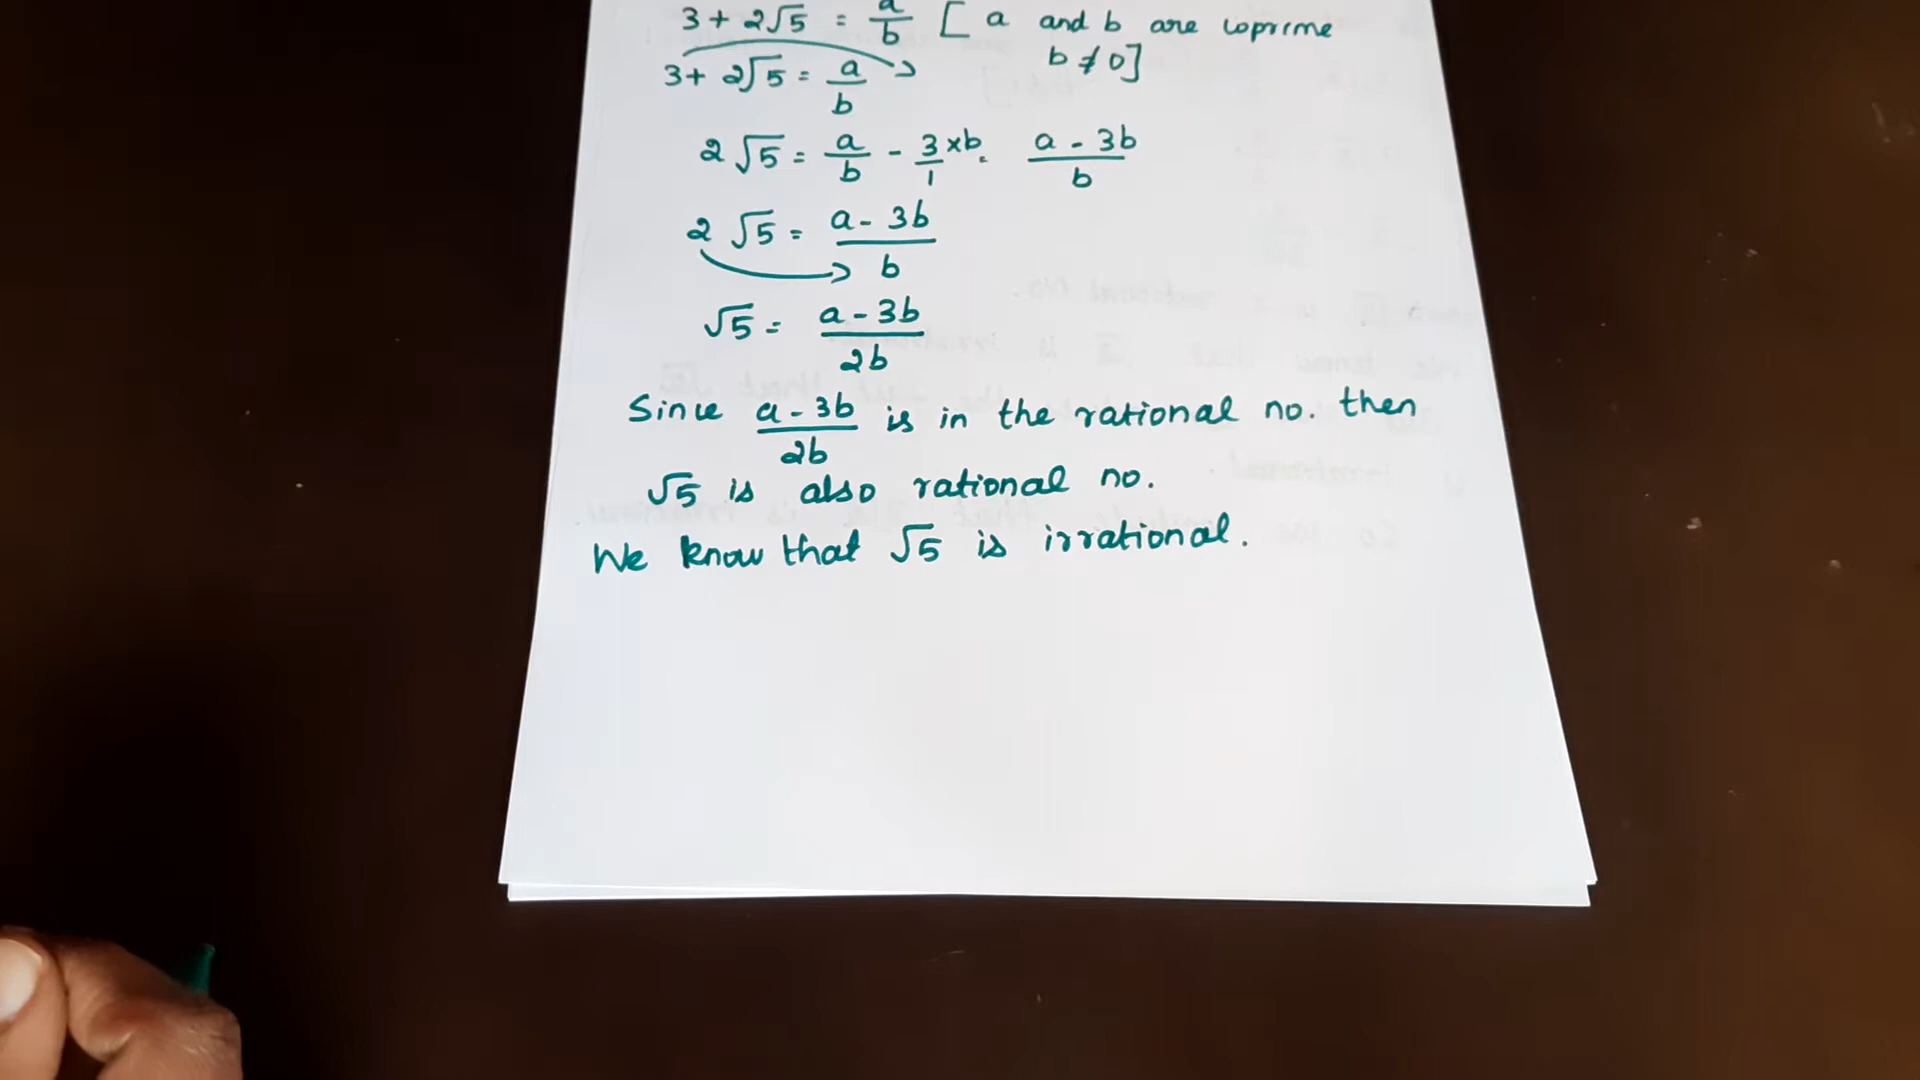 3 + 2√5 = a/b [ a and b are coprime
b ≠ 0]
3 + 2√5 = a/b
2√5 = a/b - 3/1 ×b = a - 3b/b
2 √5 = a - 3b/b
√5 = a - 3b/2b
Since a - 3b/2b is in the rational no. then
√5 is also rational no.
We know that √5 is irrational.